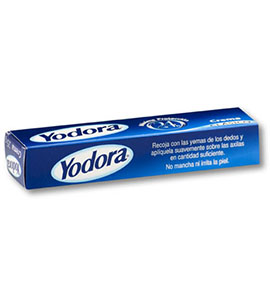 Yodora
Crema
Recoja con las yemas de los dedos y
aplíquela suavemente sobre las axilas
en cantidad suficiente.
No mancha ni irrita la piel.
Yodora